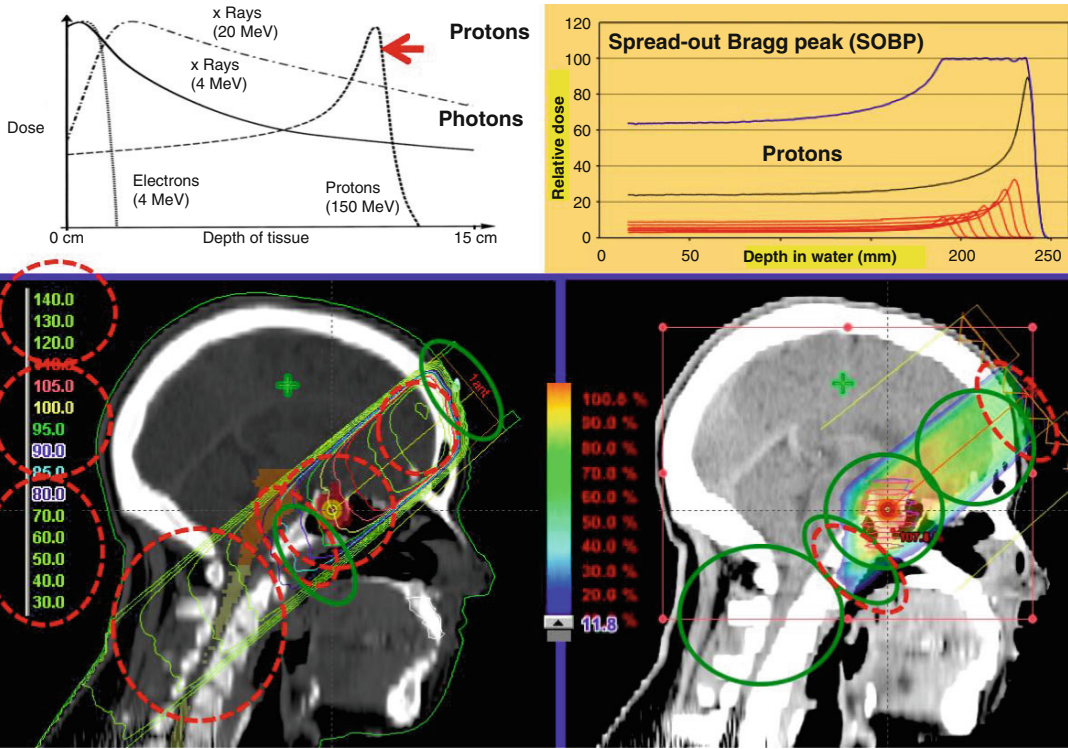 x Rays
(20 MeV)
Protons
x Rays
(4 MeV)
Dose
Photons
Electrons
(4 MeV)
Protons
(150 MeV)
0 cm
Depth of tissue
15 cm
120
Spread-out Bragg peak (SOBP)
100
80
Relative dose
60
Protons
40
20
0
0
50
Depth in water (mm)
200
250
140.0
130.0
120.0
110.0
105.0
100.0
95.0
90.0
85.0
80.0
70.0
60.0
50.0
40.0
30.0
1 ant
100.0 %
90.0 %
80.0 %
70.0 %
60.0 %
50.0 %
40.0 %
30.0 %
20.0 %
11.8 %